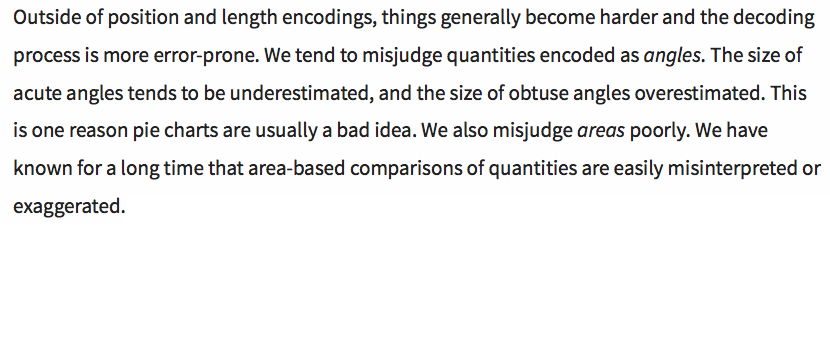 Outside of position and length encodings, things generally become harder and the decoding
process is more error-prone. We tend to misjudge quantities encoded as angles. The size of
acute angles tends to be underestimated, and the size of obtuse angles overestimated. This
is one reason pie charts are usually a bad idea. We also misjudge areas poorly. We have
known for a long time that area-based comparisons of quantities are easily misinterpreted or
exaggerated.